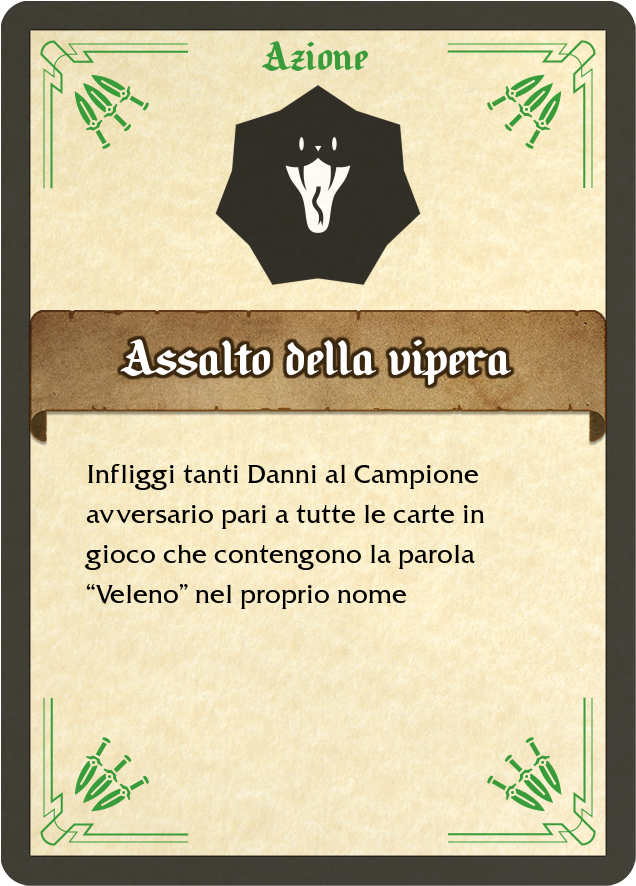 Azione
Assalto della vipera
Infliggi tanti Danni al Campione
avversario pari a tutte le carte in
gioco che contengono la parola
“Veleno” nel proprio nome